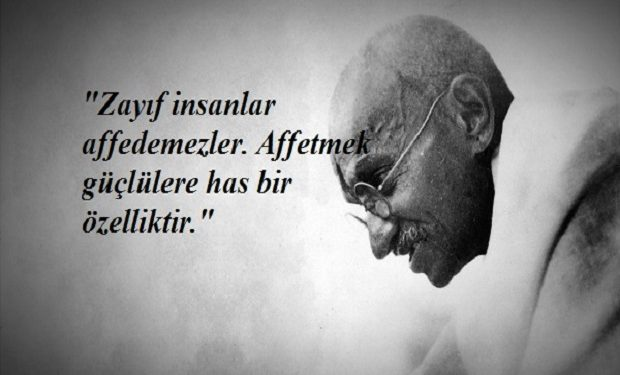 "Zayıf insanlar
affedemezler. Affetmek
güçlülere has bir
özelliktir."